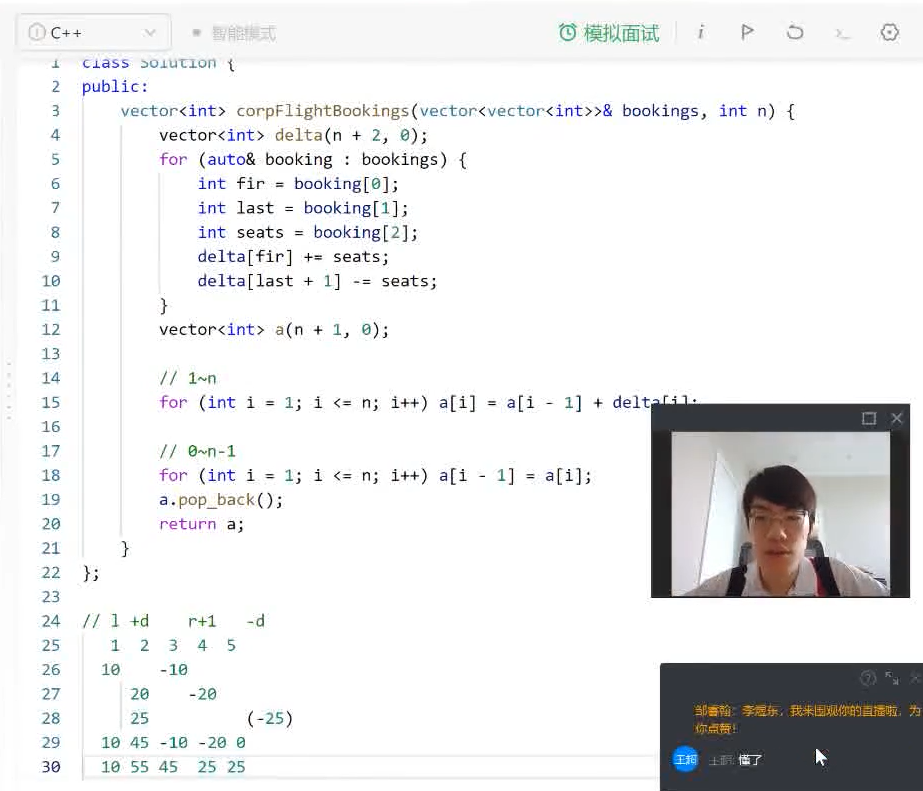 C++
智能模式
模拟面试
1 class Solution {
2 public:
3 vector<int> corpFlightBookings(vector<vector<int>>& bookings, int n) {
4 vector<int> delta(n + 2, 0);
5 for (auto& booking : bookings) {
6 int fir = booking[0];
7 int last = booking[1];
8 int seats = booking[2];
9 delta[fir] += seats;
10 delta[last + 1] -= seats;
11 }
12 vector<int> a(n + 1, 0);
13
14 // 1~n
15 for (int i = 1; i <= n; i++) a[i] = a[i - 1] + delta[i];
16
17 // 0~n-1
18 for (int i = 1; i <= n; i++) a[i - 1] = a[i];
19 a.pop_back();
20 return a;
21 }
22 };
23
24 // l +d r+1 -d
25 1 2 3 4 5
26 10 -10
27 20 -20
28 25 (-25)
29 10 45 -10 -20 0
30 10 55 45 25 25
邹睿翰：李煜东，我来围观你的直播啦，为
你点赞！
懂了